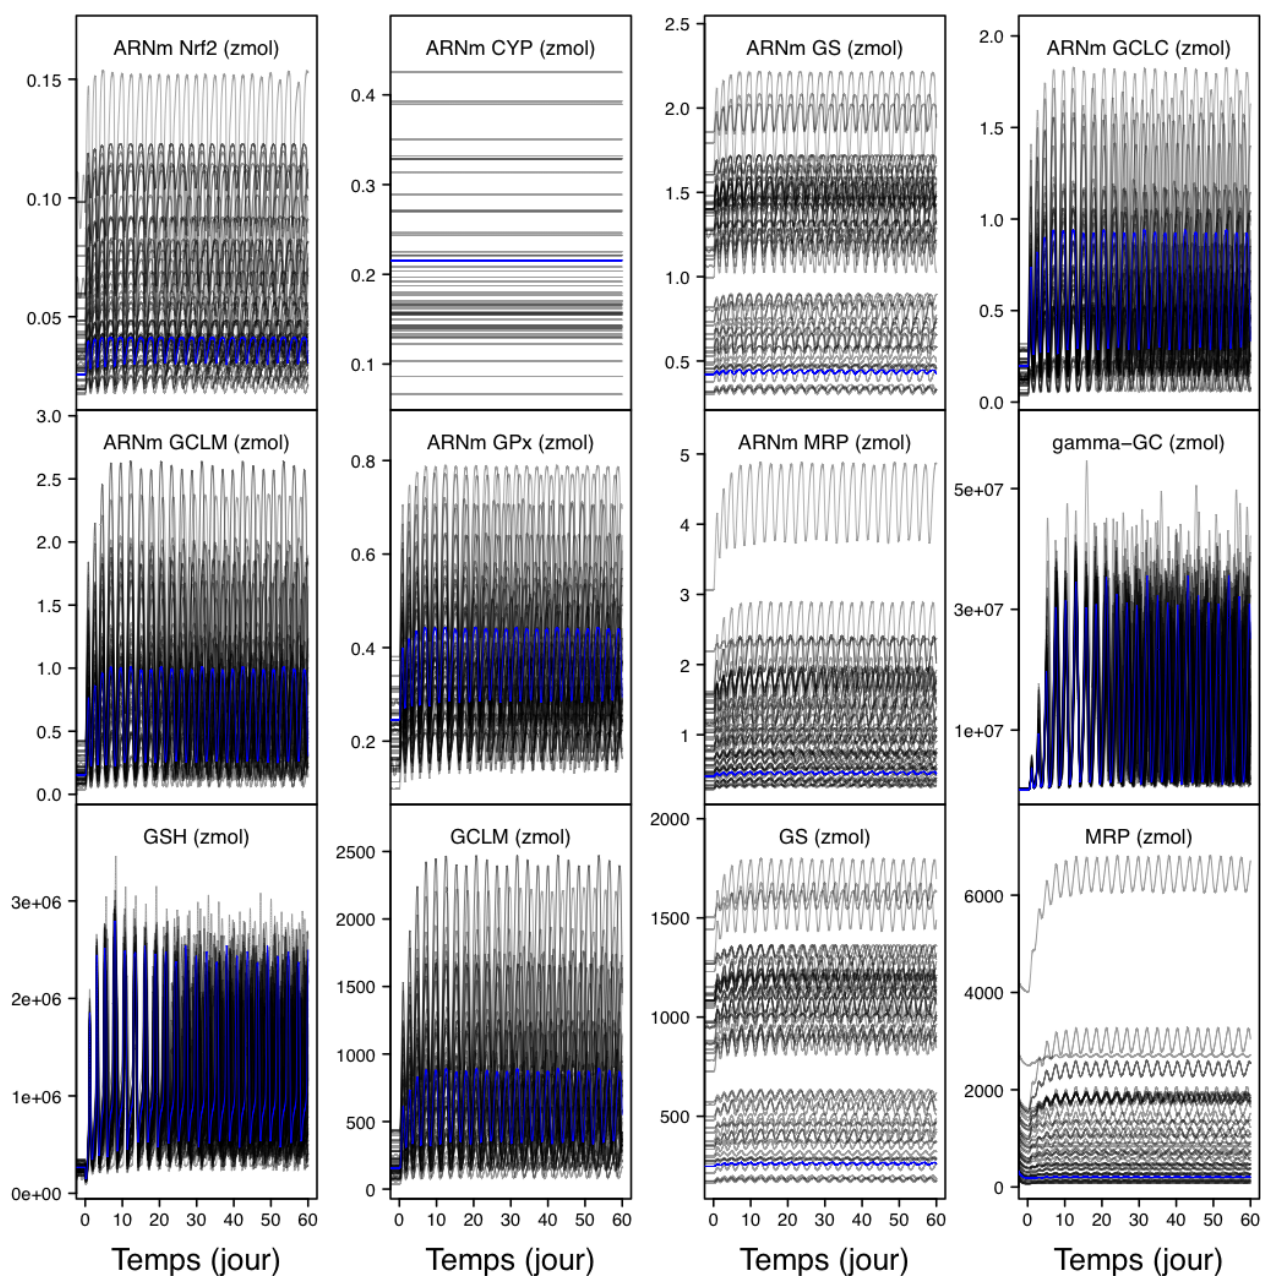 ARNm Nrf2 (zmol)
0.15
0.10
0.05
ARNm CYP (zmol)
0.4
0.3
0.2
0.1
ARNm GS (zmol)
2.5
2.0
1.5
1.0
0.5
ARNm GCLC (zmol)
2.0
1.5
1.0
0.5
0.0
ARNm GCLM (zmol)
3.0
2.5
2.0
1.5
1.0
0.5
0.0
ARNm GPx (zmol)
0.8
0.6
0.4
0.2
ARNm MRP (zmol)
5
4
3
2
1
gamma−GC (zmol)
5e+07
3e+07
1e+07
GSH (zmol)
3e+06
2e+06
1e+06
0e+00
0 10 20 30 40 50 60
Temps (jour)
GCLM (zmol)
2500
2000
1500
1000
500
0
0 10 20 30 40 50 60
Temps (jour)
GS (zmol)
2000
1500
1000
500
0 10 20 30 40 50 60
Temps (jour)
MRP (zmol)
6000
4000
2000
0
0 10 20 30 40 50 60
Temps (jour)